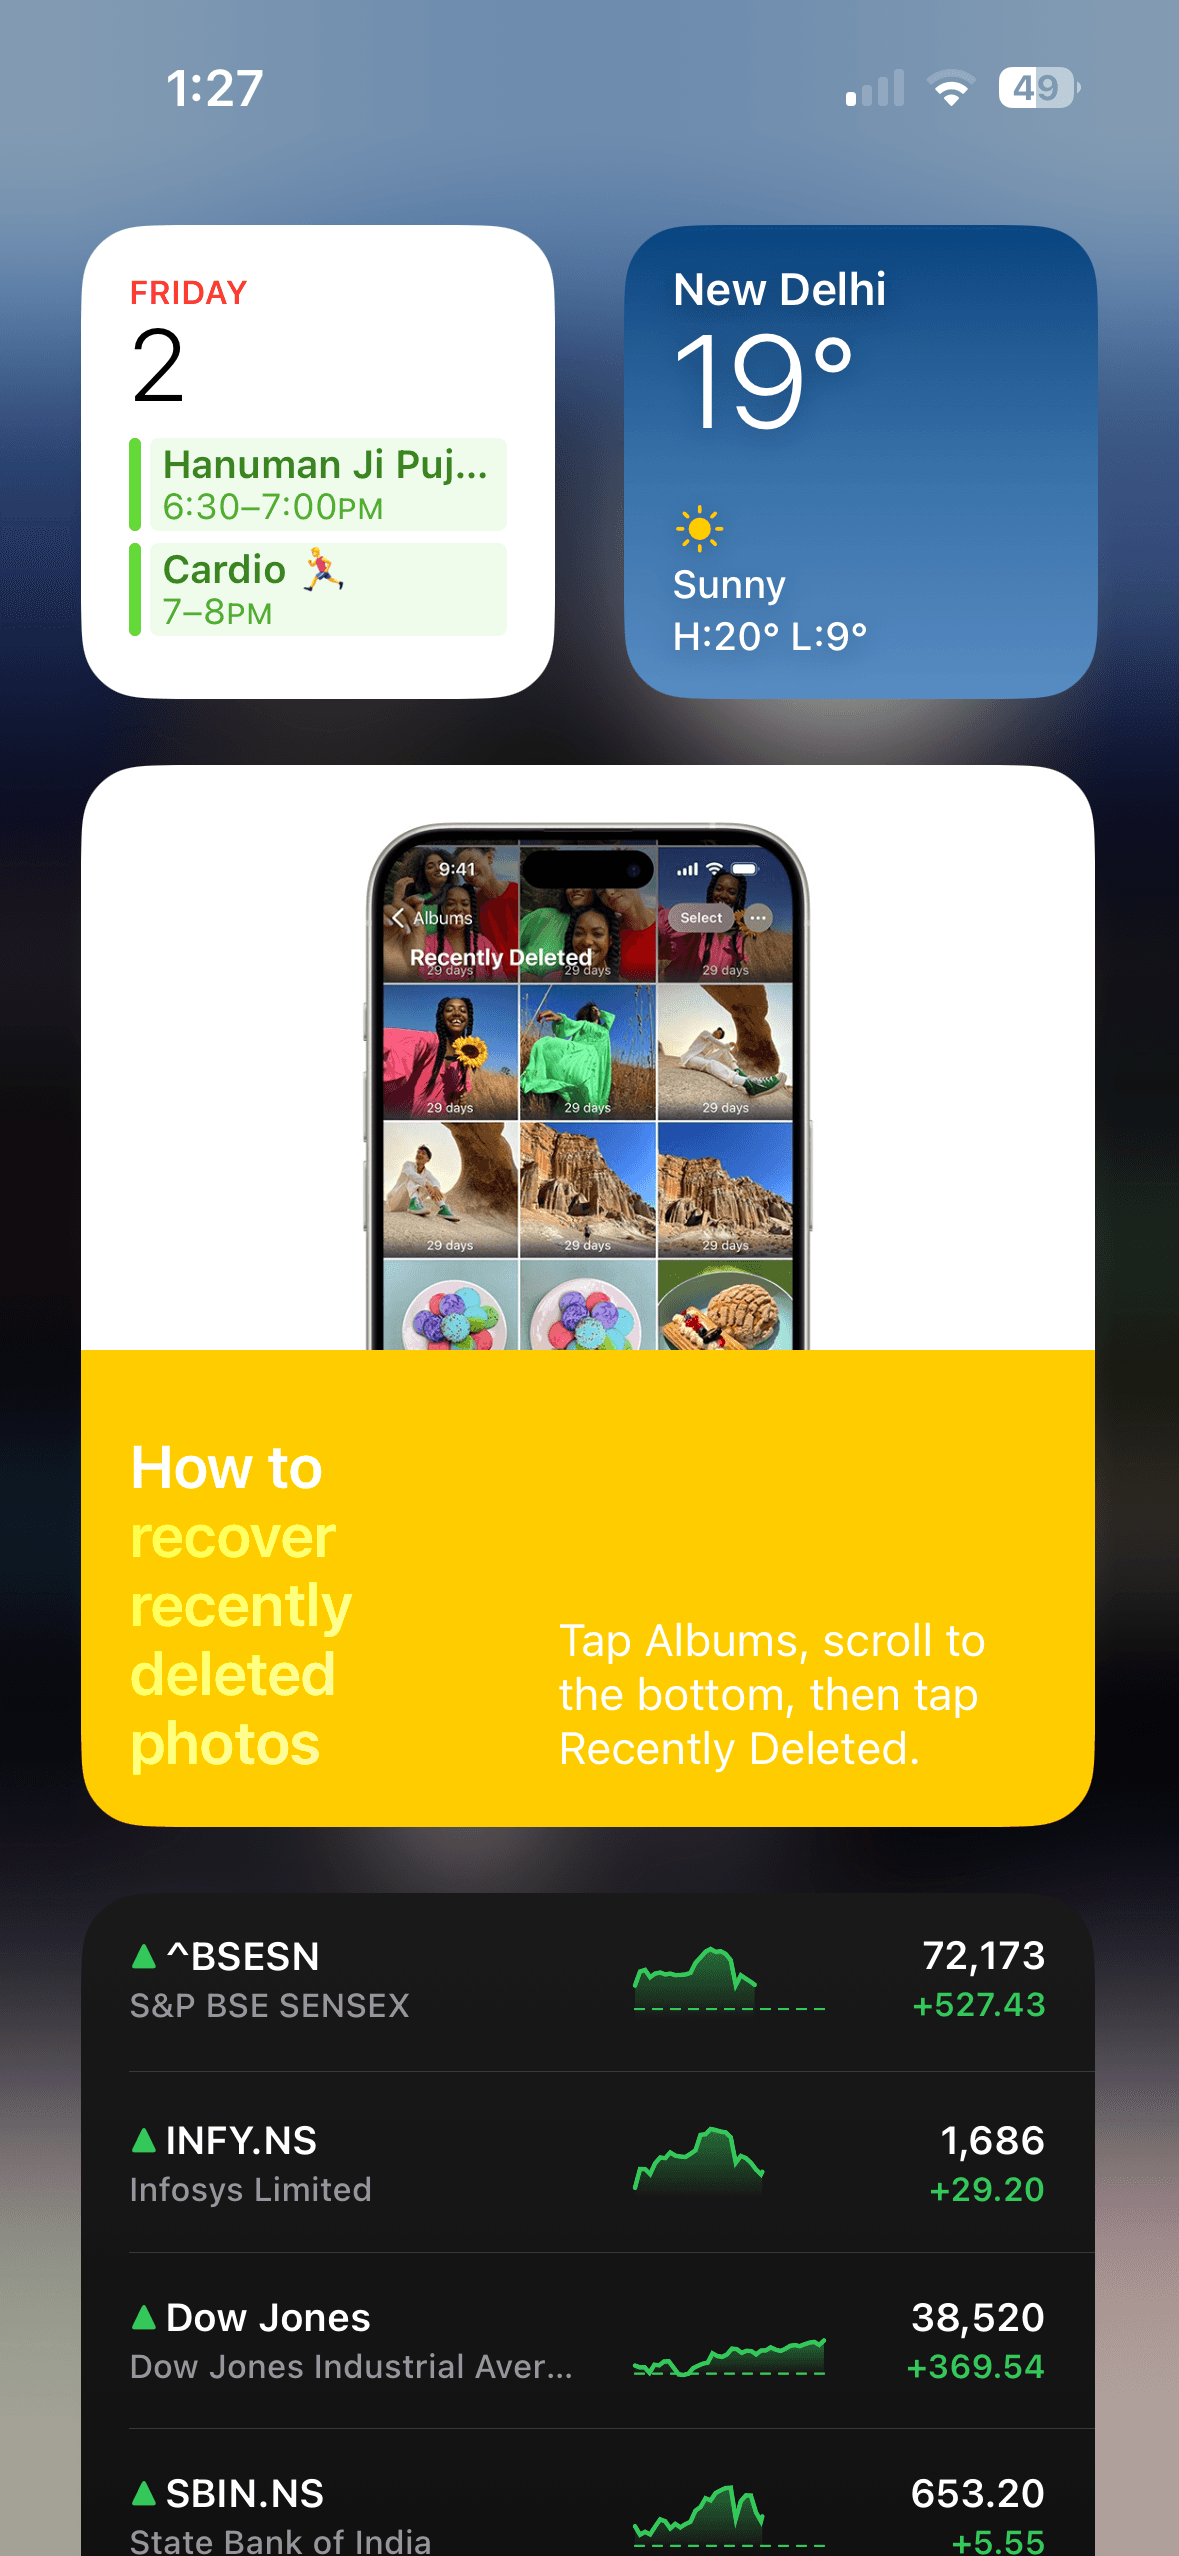 1:27
49
FRIDAY
2
Hanuman Ji Puj...
6:30–7:00PM
Cardio 🏃
7–8PM
New Delhi
19°
Sunny
H:20° L:9°
9:41
Albums
Select
Recently Deleted
29 days 29 days 29 days
29 days 29 days 29 days
29 days 29 days 29 days
How to
recover
recently
deleted
photos
Tap Albums, scroll to
the bottom, then tap
Recently Deleted.
^BSESN 72,173
S&P BSE SENSEX +527.43
INFY.NS 1,686
Infosys Limited +29.20
Dow Jones 38,520
Dow Jones Industrial Aver... +369.54
SBIN.NS 653.20
State Bank of India +5.55